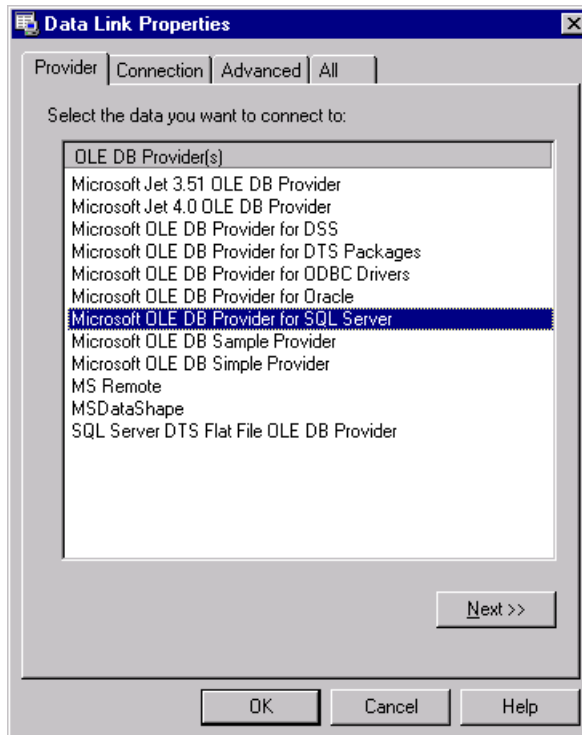 Data Link Properties
Provider Connection Advanced All
Select the data you want to connect to:
OLE DB Provider(s)
Microsoft Jet 3.51 OLE DB Provider
Microsoft Jet 4.0 OLE DB Provider
Microsoft OLE DB Provider for DSS
Microsoft OLE DB Provider for DTS Packages
Microsoft OLE DB Provider for ODBC Drivers
Microsoft OLE DB Provider for Oracle
Microsoft OLE DB Provider for SQL Server
Microsoft OLE DB Sample Provider
Microsoft OLE DB Simple Provider
MS Remote
MSDataShape
SQL Server DTS Flat File OLE DB Provider
Next >>
OK Cancel Help